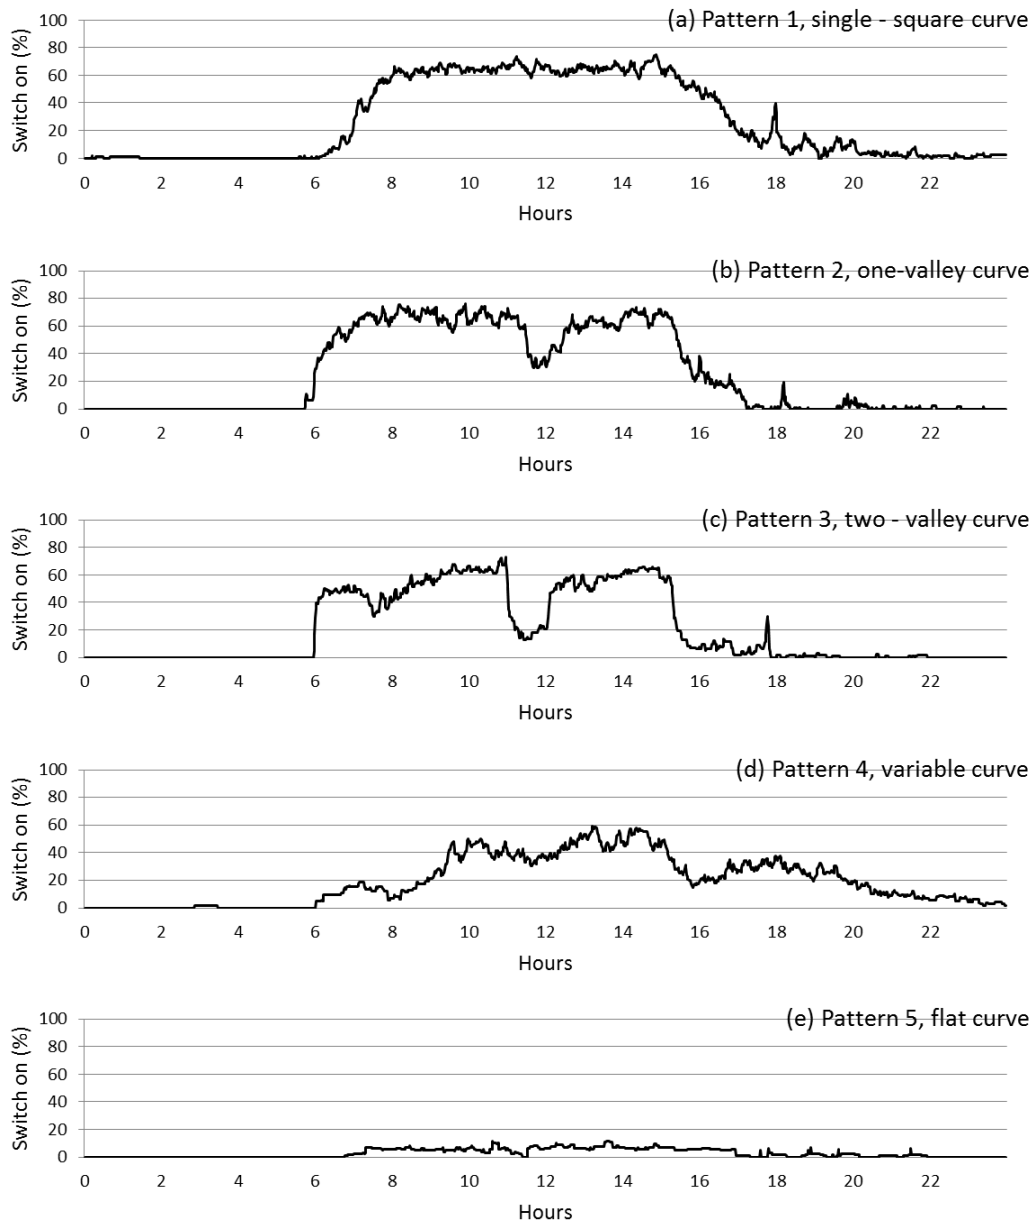 (a) Pattern 1, single - square curve
Switch on (%)
100
80
60
40
20
0
0 2 4 6 8 10 12 14 16 18 20 22
Hours
(b) Pattern 2, one-valley curve
Switch on (%)
100
80
60
40
20
0
0 2 4 6 8 10 12 14 16 18 20 22
Hours
(c) Pattern 3, two - valley curve
Switch on (%)
100
80
60
40
20
0
0 2 4 6 8 10 12 14 16 18 20 22
Hours
(d) Pattern 4, variable curve
Switch on (%)
100
80
60
40
20
0
0 2 4 6 8 10 12 14 16 18 20 22
Hours
(e) Pattern 5, flat curve
Switch on (%)
100
80
60
40
20
0
0 2 4 6 8 10 12 14 16 18 20 22
Hours